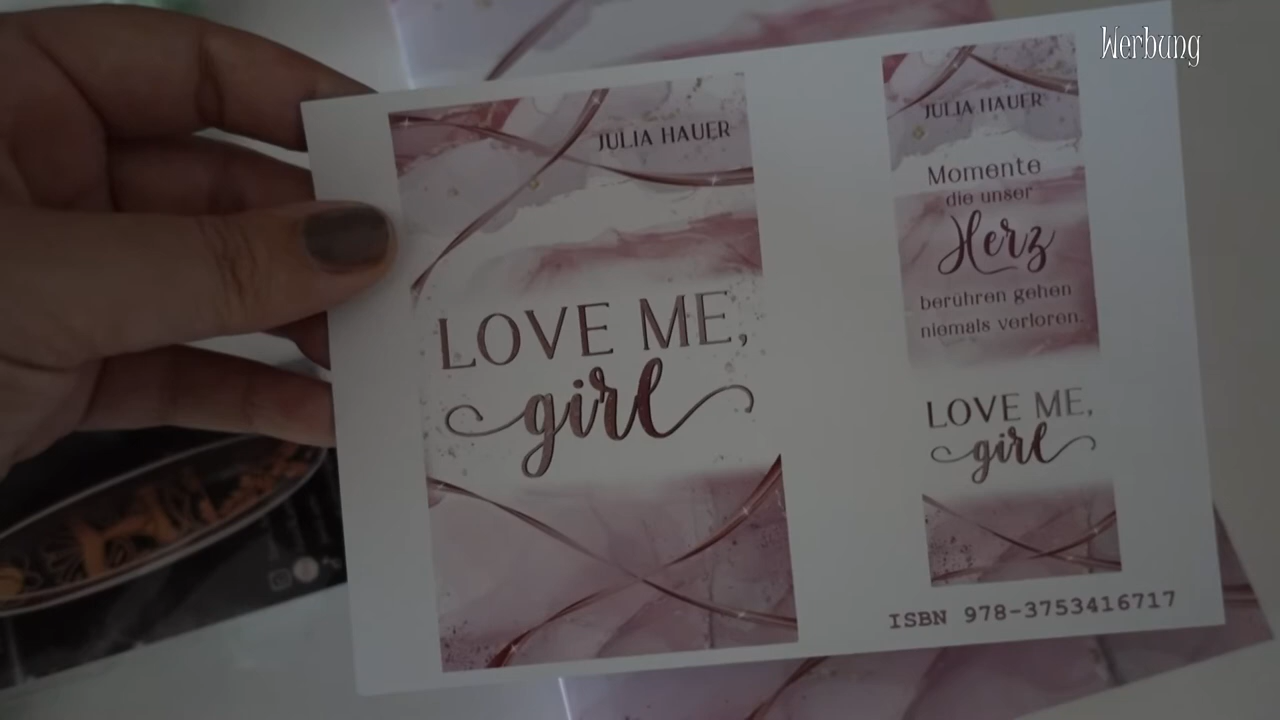 Werbung
JULIA HAUER
LOVE ME,
girl
JULIA HAUER
Momente
die unser
Herz
berühren gehen
niemals verloren.
LOVE ME,
girl
ISBN 978-3753416717